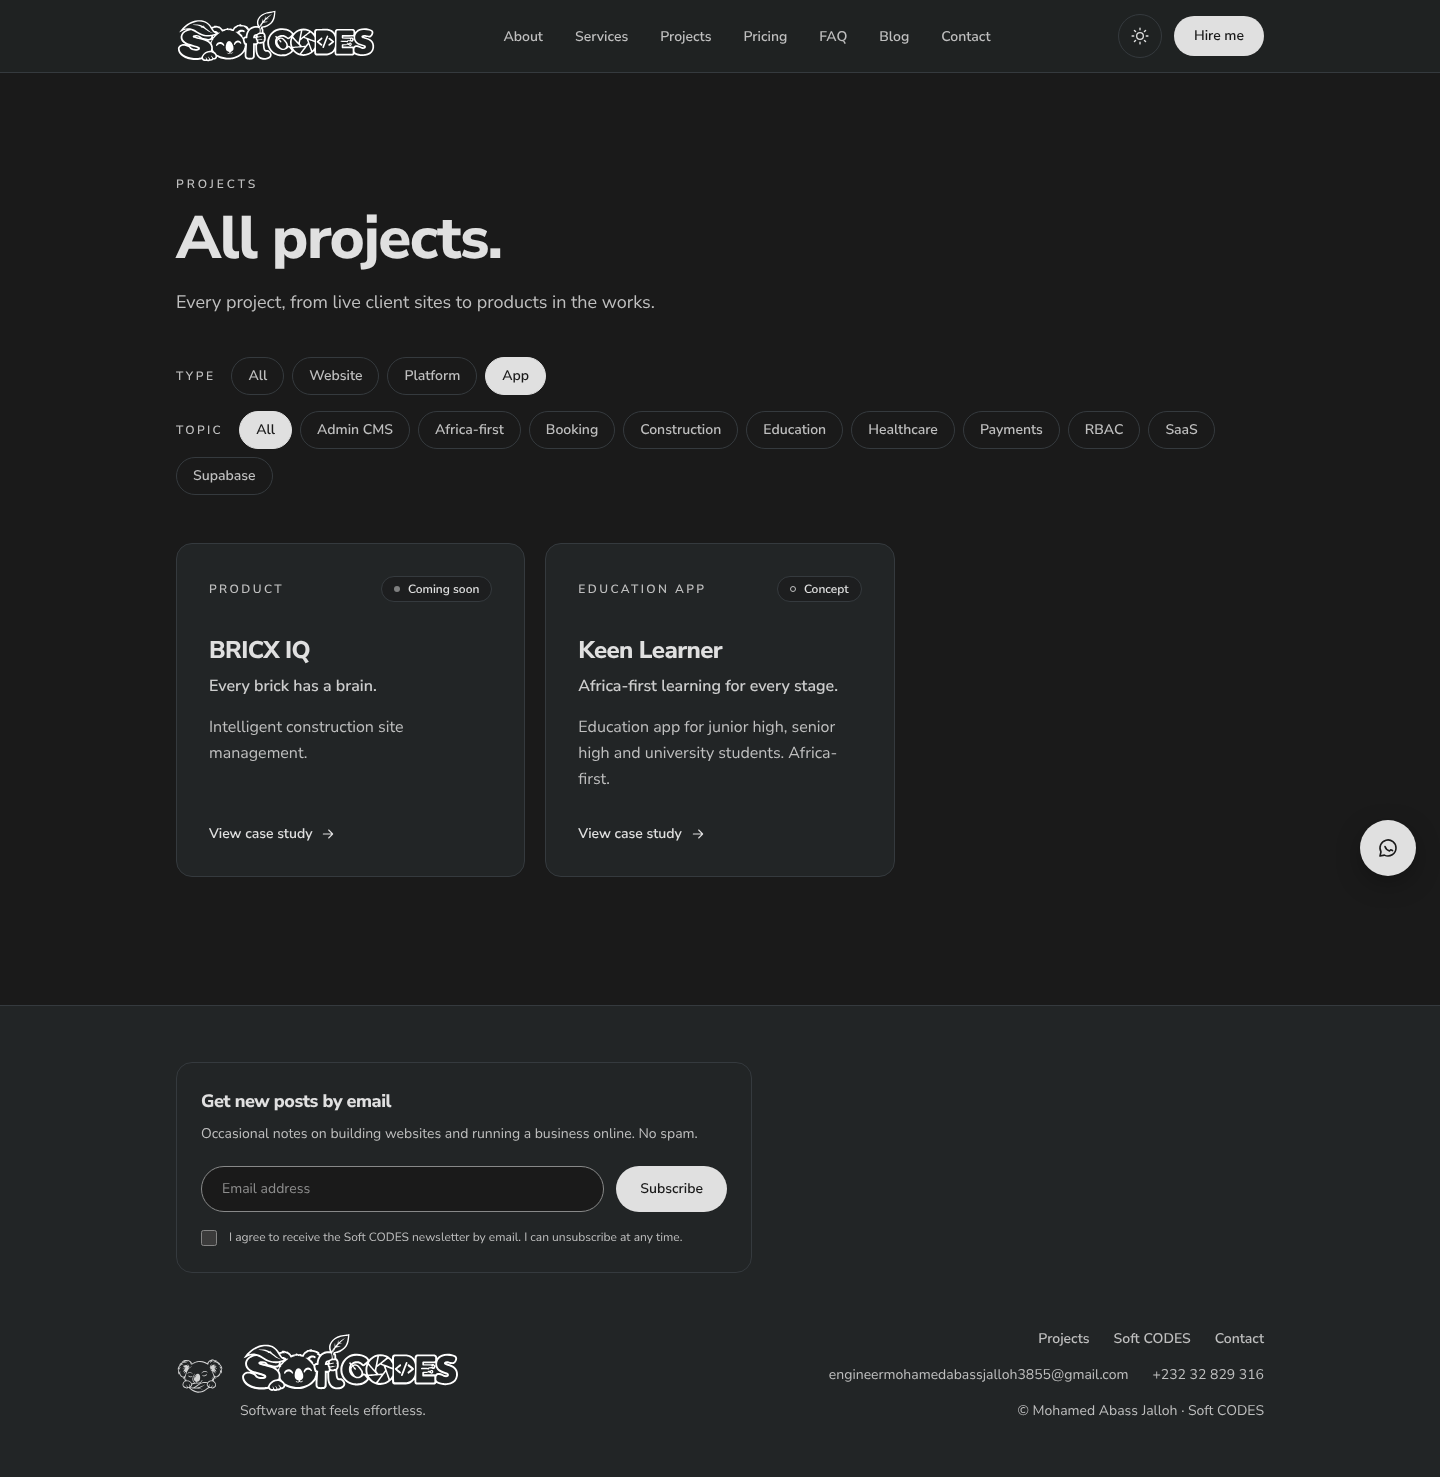 Soft CODES
About Services Projects Pricing FAQ Blog Contact
Hire me
PROJECTS
All projects.
Every project, from live client sites to products in the works.
TYPE All Website Platform App
TOPIC All Admin CMS Africa-first Booking Construction Education Healthcare Payments RBAC SaaS
Supabase
PRODUCT
Coming soon
BRICX IQ
Every brick has a brain.
Intelligent construction site
management.
View case study →
EDUCATION APP
Concept
Keen Learner
Africa-first learning for every stage.
Education app for junior high, senior
high and university students. Africa-
first.
View case study →
Get new posts by email
Occasional notes on building websites and running a business online. No spam.
Email address
Subscribe
I agree to receive the Soft CODES newsletter by email. I can unsubscribe at any time.
Soft CODES
Software that feels effortless.
Projects Soft CODES Contact
engineermohamedabassjalloh3855@gmail.com +232 32 829 316
© Mohamed Abass Jalloh · Soft CODES